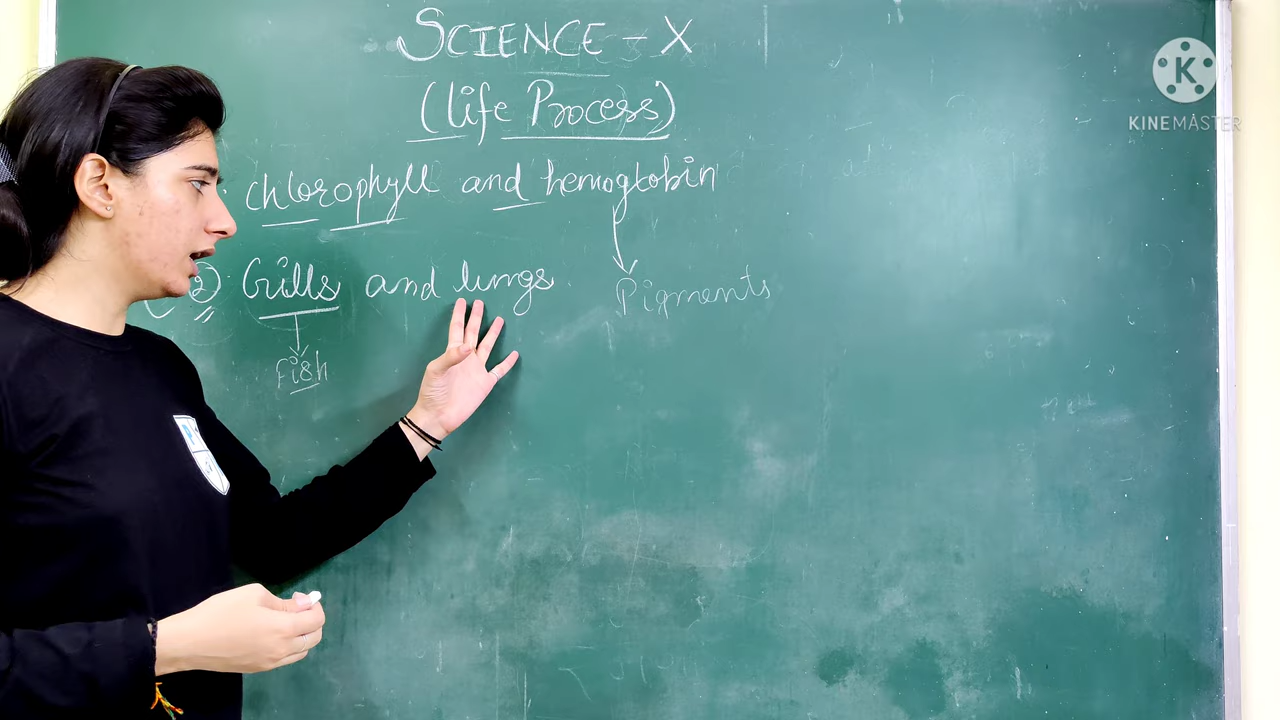 SCIENCE - X
(Life Process)
chlorophyll and hemoglobin
② Gills and lungs
Pigments
Fish
K
KINEMASTER